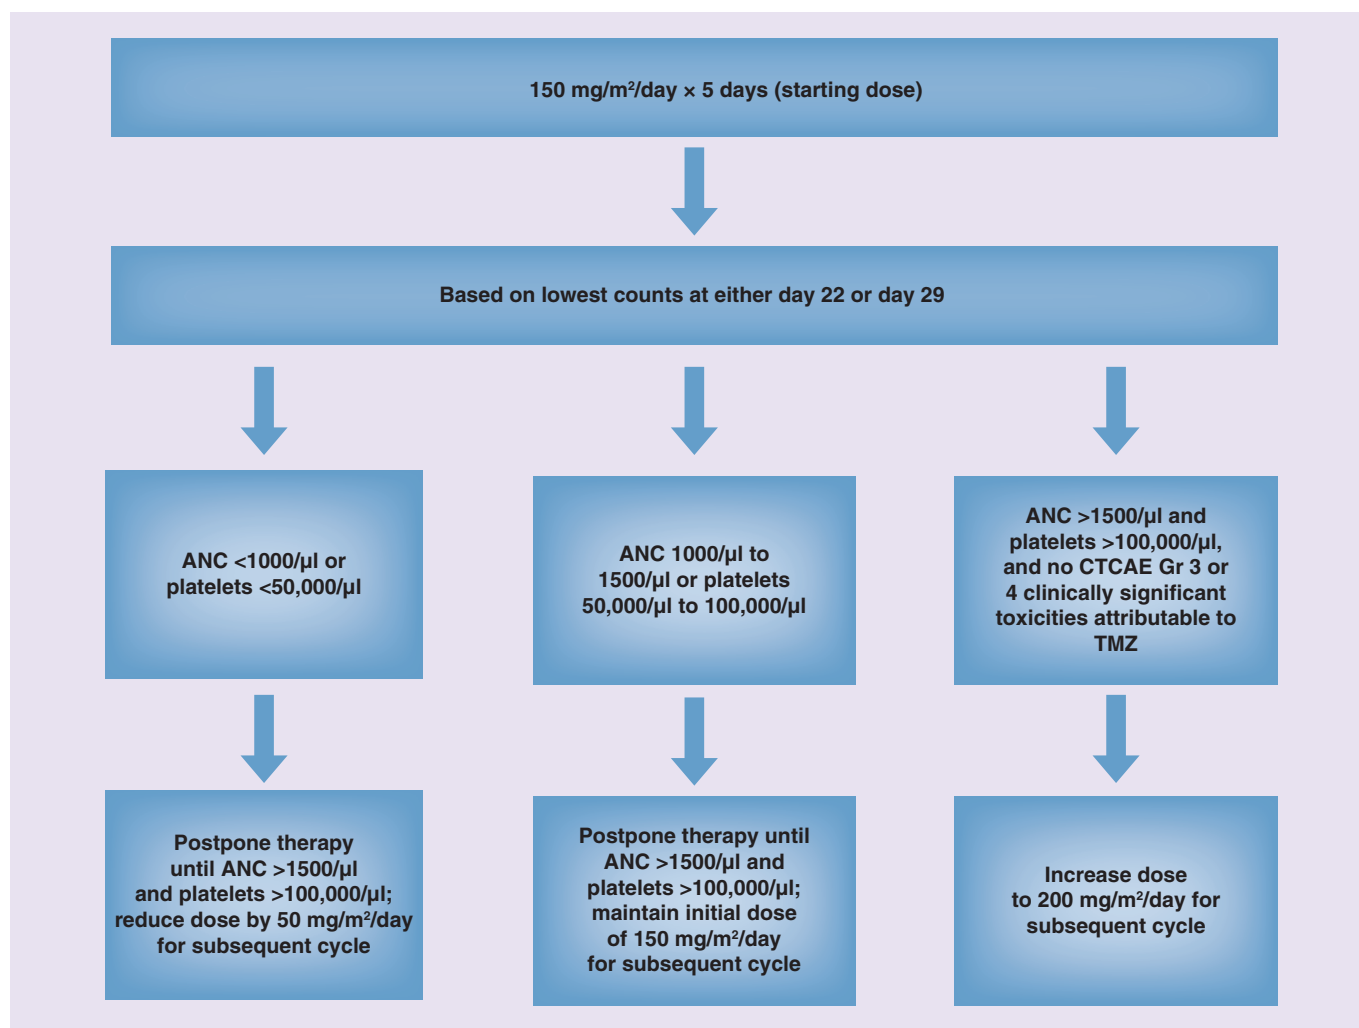 150 mg/m²/day × 5 days (starting dose)
Based on lowest counts at either day 22 or day 29
ANC <1000/µl or
platelets <50,000/µl
ANC 1000/µl to
1500/µl or platelets
50,000/µl to 100,000/µl
ANC >1500/µl and
platelets >100,000/µl,
and no CTCAE Gr 3 or
4 clinically significant
toxicities attributable to
TMZ
Postpone therapy
until ANC >1500/µl
and platelets >100,000/µl;
reduce dose by 50 mg/m²/day
for subsequent cycle
Postpone therapy until
ANC >1500/µl and
platelets >100,000/µl;
maintain initial dose
of 150 mg/m²/day
for subsequent cycle
Increase dose
to 200 mg/m²/day for
subsequent cycle